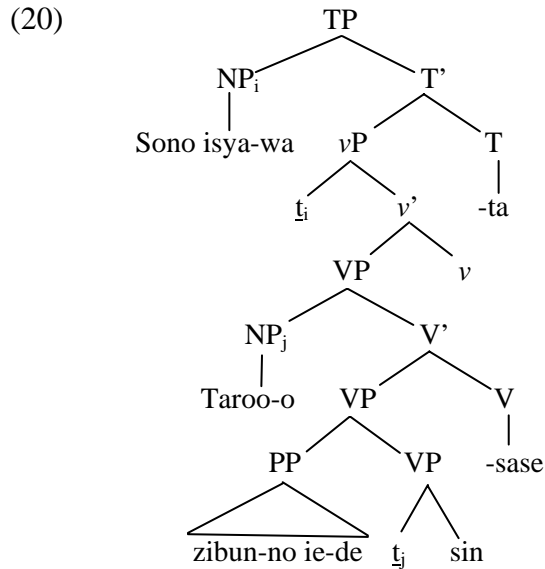 (20) TP
NPᵢ T’
Sono isya-wa vP T
tᵢ v’ -ta
VP v
NPⱼ V’
Taroo-o VP V
PP VP -sase
zibun-no ie-de tⱼ sin